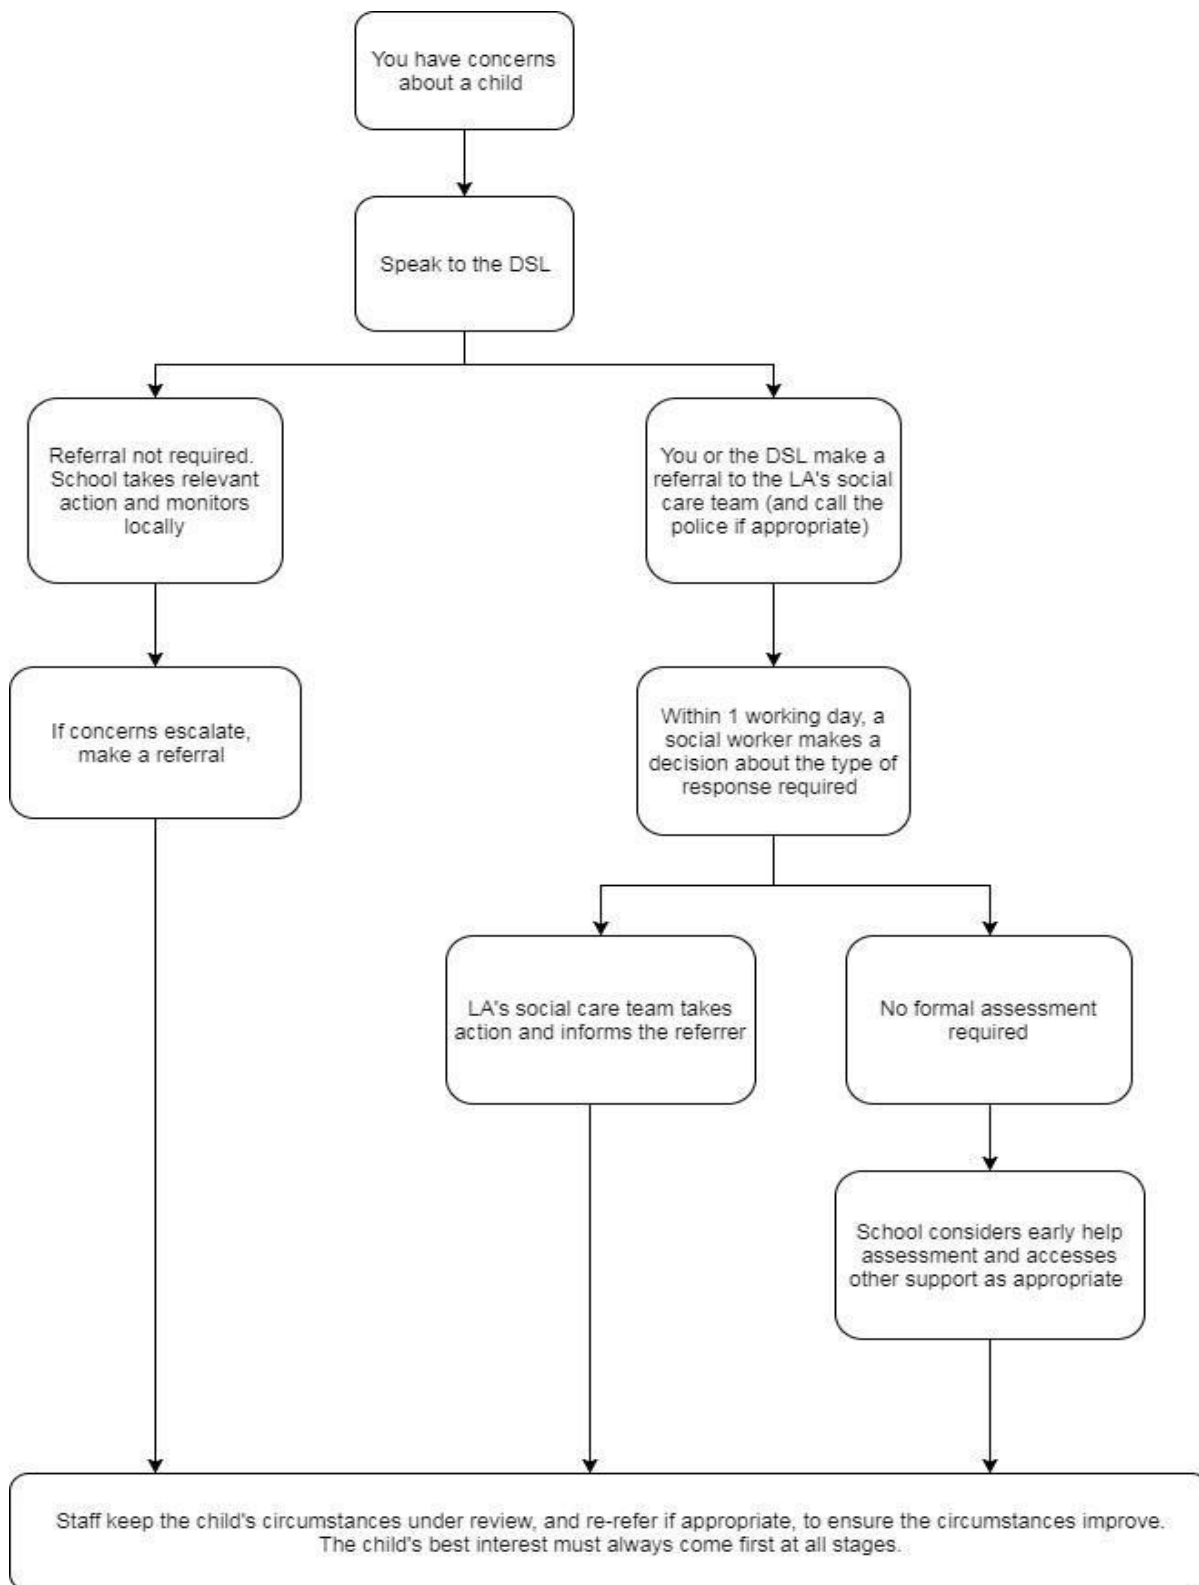 You have concerns
about a child
Speak to the DSL
Referral not required.
School takes relevant
action and monitors
locally
You or the DSL make a
referral to the LA's social
care team (and call the
police if appropriate)
If concerns escalate,
make a referral
Within 1 working day, a
social worker makes a
decision about the type of
response required
LA's social care team takes
action and informs the referrer
No formal assessment
required
School considers early help
assessment and accesses
other support as appropriate
Staff keep the child's circumstances under review, and re-refer if appropriate, to ensure the circumstances improve.
The child's best interest must always come first at all stages.